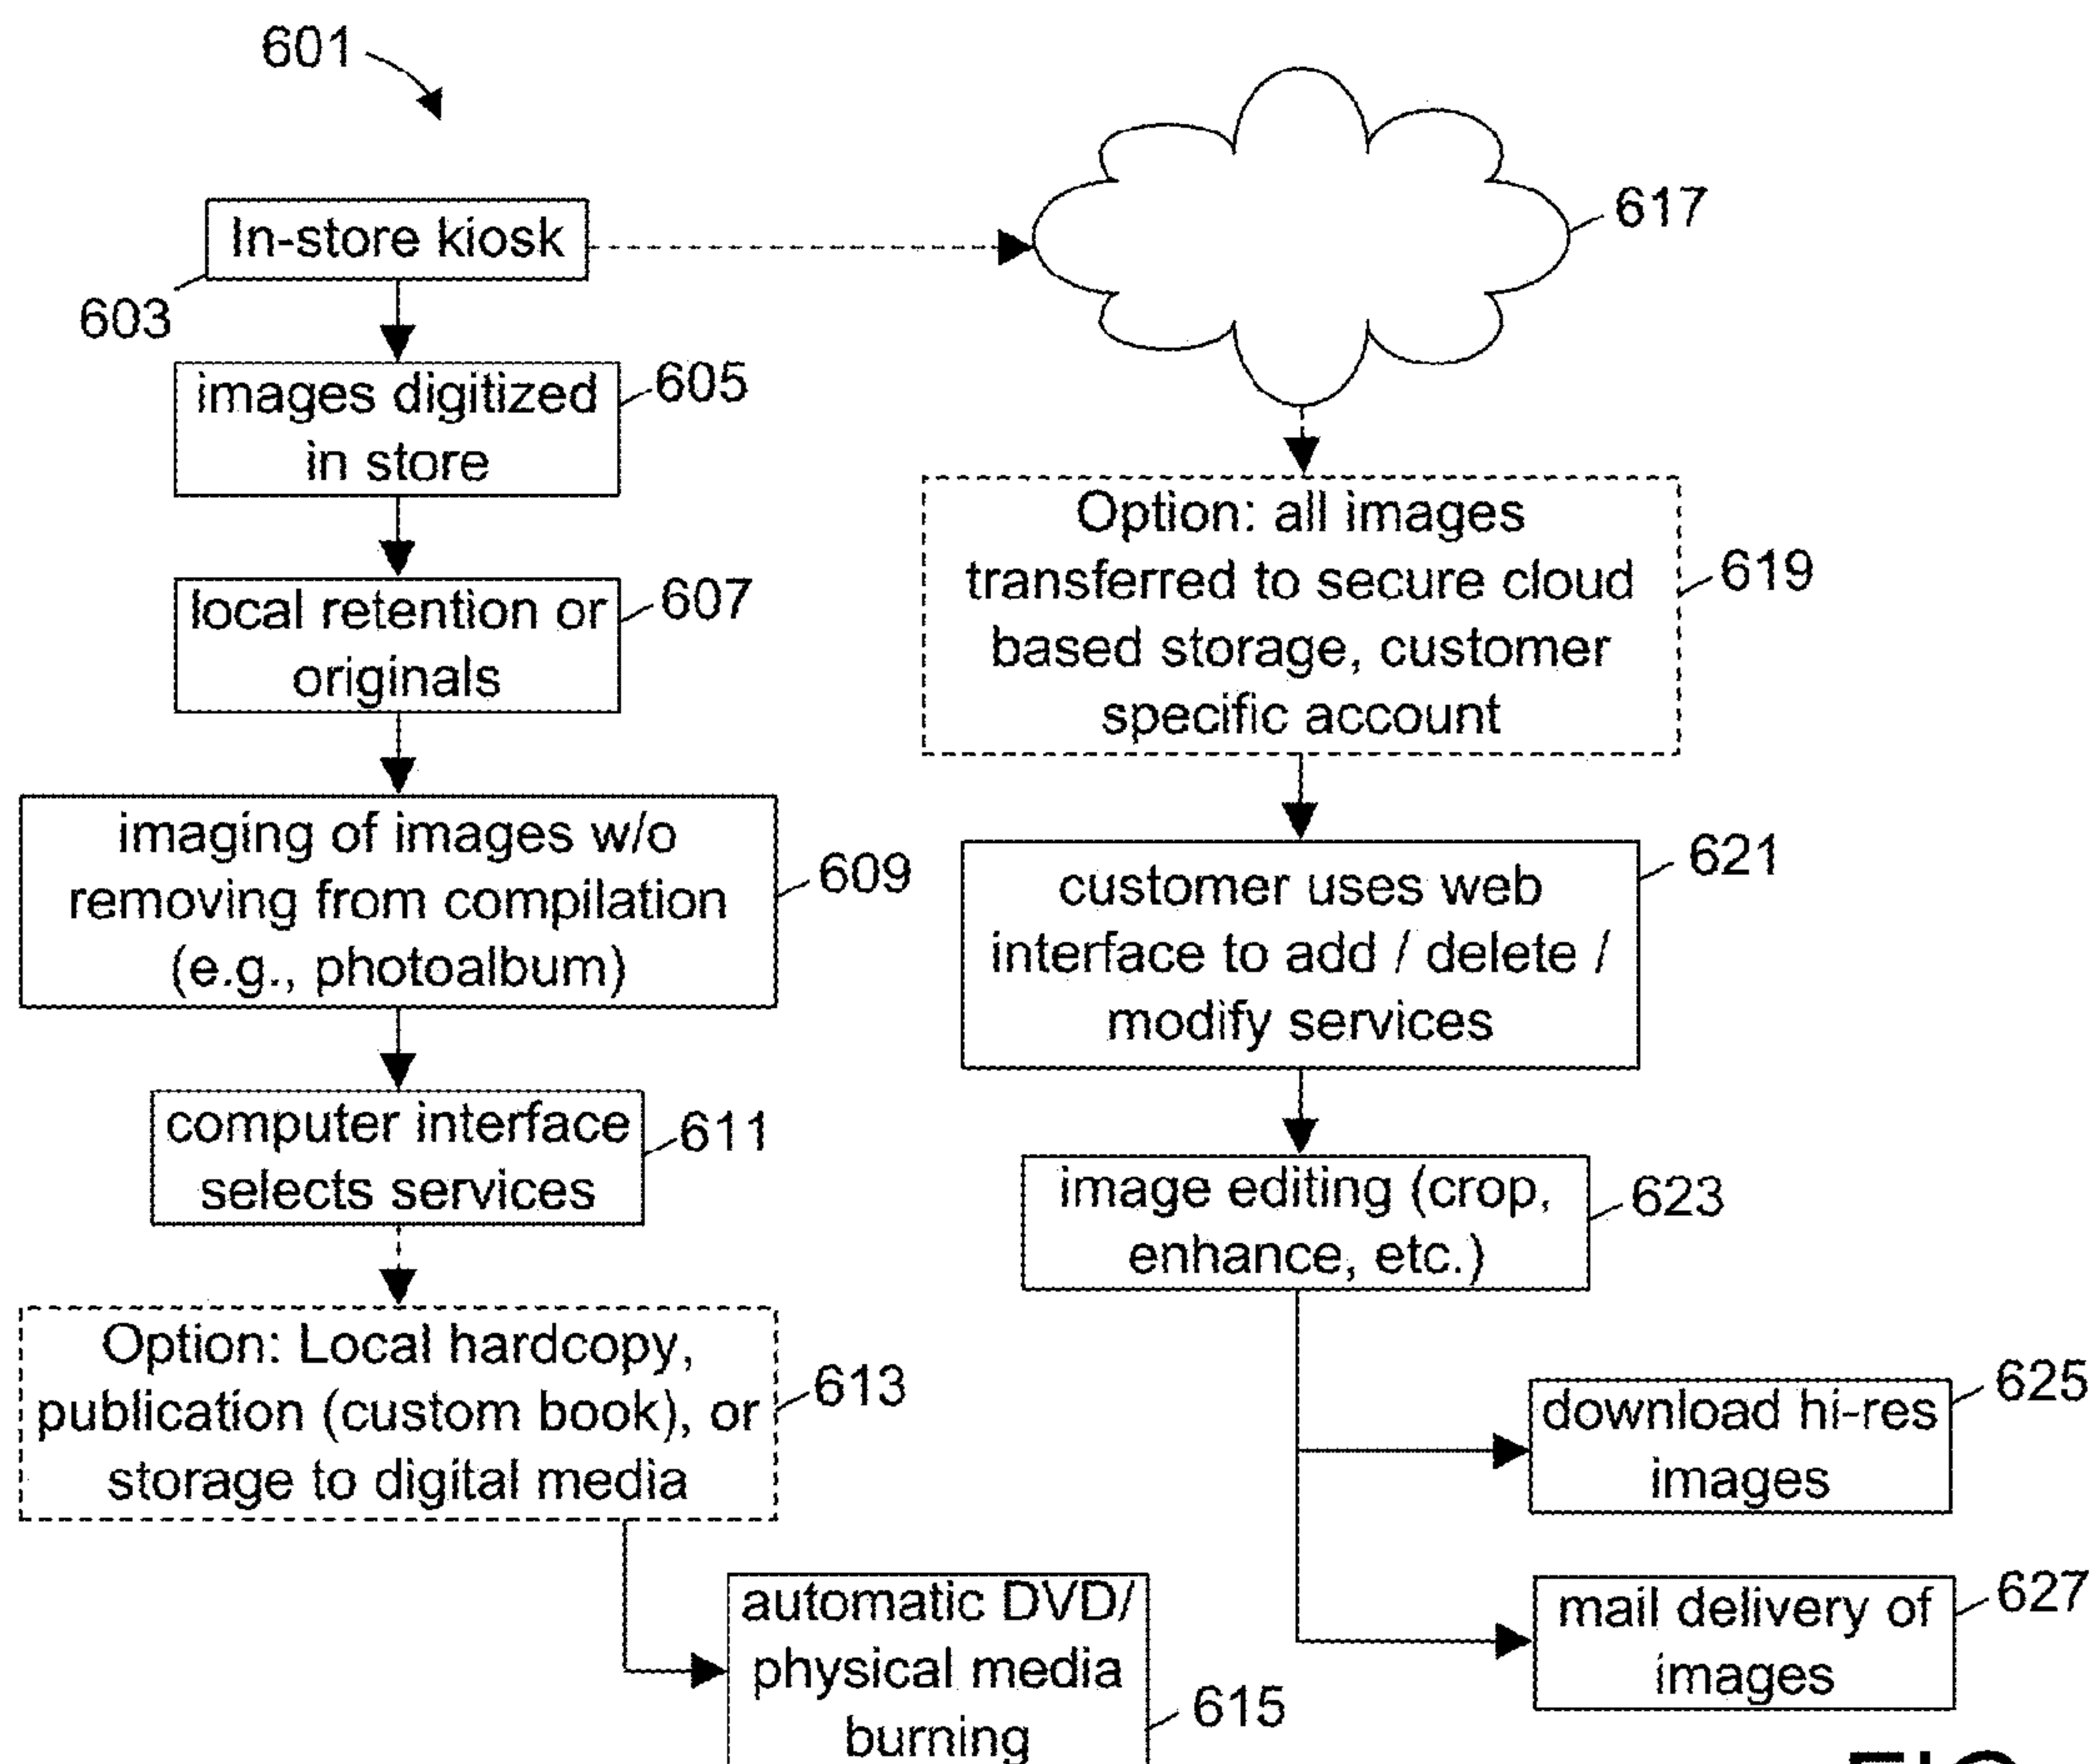 601
In-store kiosk
603
617
images digitized
in store
605
Option: all images
transferred to secure cloud
based storage, customer
specific account
619
local retention or
originals
607
imaging of images w/o
removing from compilation
(e.g., photoalbum)
609
customer uses web
interface to add / delete /
modify services
621
computer interface
selects services
611
image editing (crop,
enhance, etc.)
623
Option: Local hardcopy,
publication (custom book), or
storage to digital media
613
download hi-res
images
625
automatic DVD/
physical media
burning
615
mail delivery of
images
627